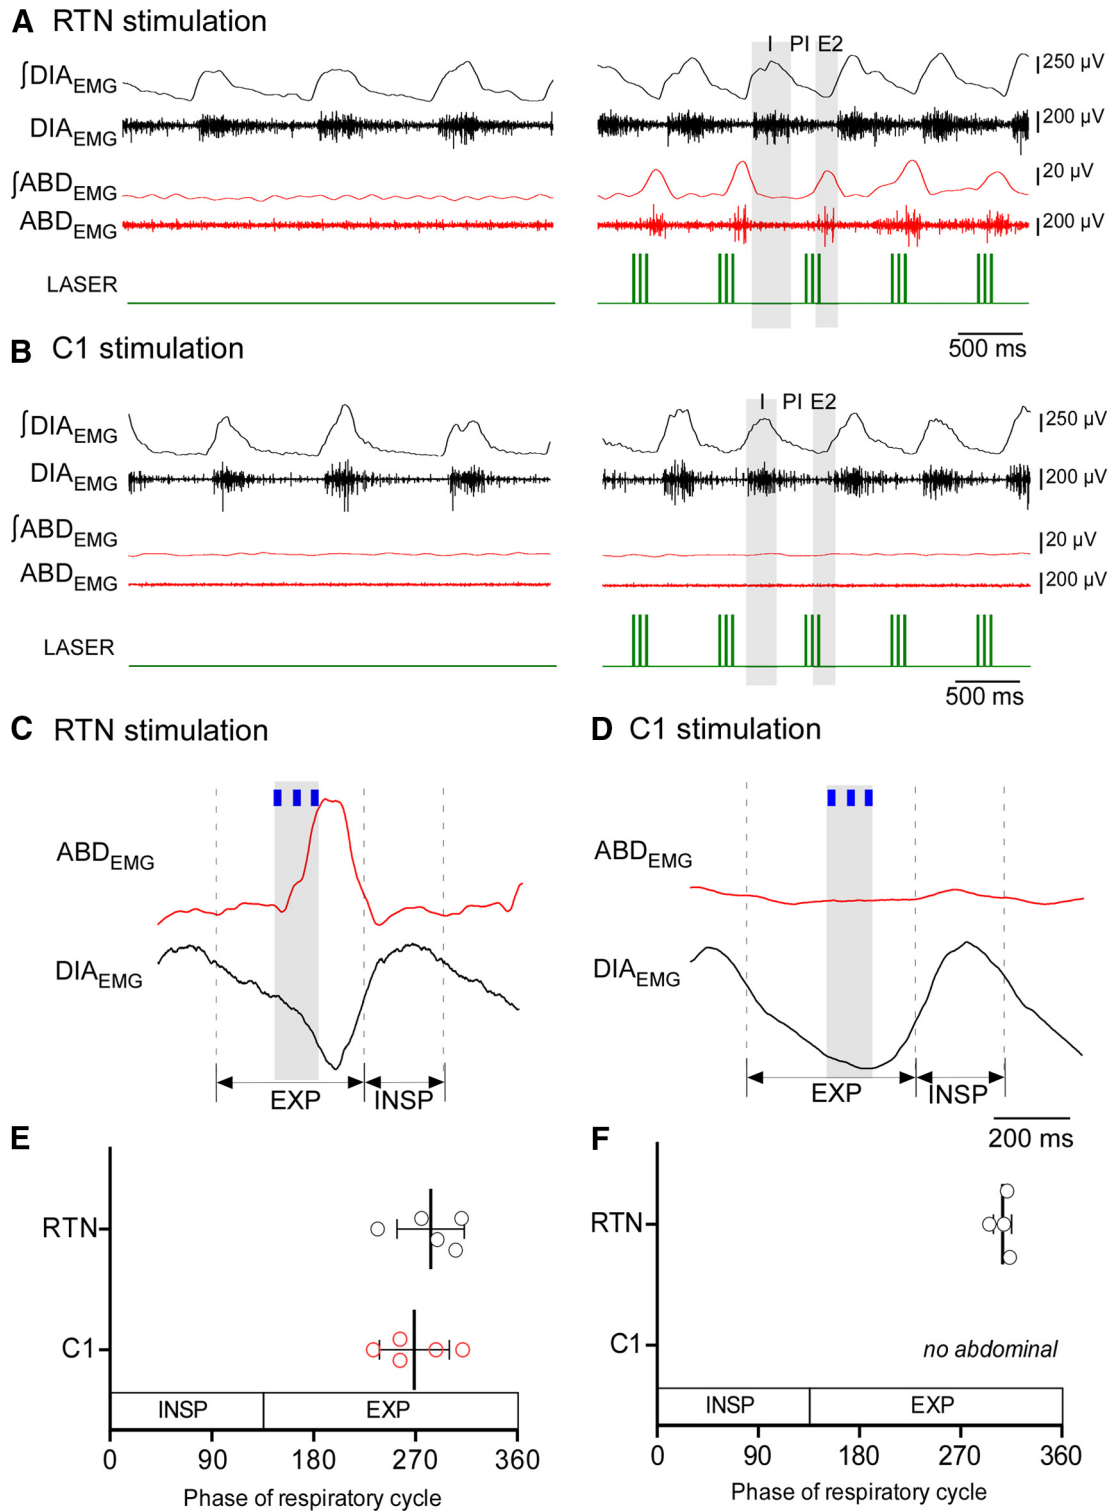 A RTN stimulation
I PI E2
∫DIAEMG
250 µV
DIAEMG
200 µV
∫ABDEMG
20 µV
ABDEMG
200 µV
LASER
500 ms
B C1 stimulation
I PI E2
∫DIAEMG
250 µV
DIAEMG
200 µV
∫ABDEMG
20 µV
ABDEMG
200 µV
LASER
500 ms
C RTN stimulation
ABDEMG
DIAEMG
EXP INSP
D C1 stimulation
ABDEMG
DIAEMG
EXP INSP
200 ms
E
RTN
C1
INSP EXP
0 90 180 270 360
Phase of respiratory cycle
F
RTN
C1
no abdominal
INSP EXP
0 90 180 270 360
Phase of respiratory cycle